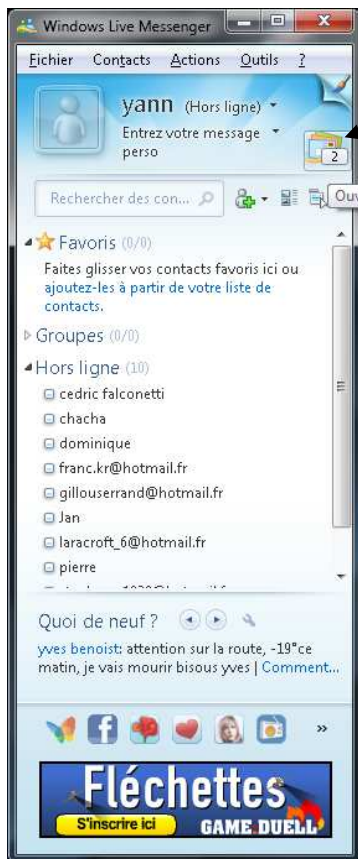 Windows Live Messenger
Fichier Contacts Actions Outils ?
yann (Hors ligne)
Entrez votre message
perso
2
Rechercher des con...
Ouv
Favoris (0/0)
Faites glisser vos contacts favoris ici ou
ajoutez-les à partir de votre liste de
contacts.
Groupes (0/0)
Hors ligne (10)
cedric falconetti
chacha
dominique
franc.kr@hotmail.fr
gillouserrand@hotmail.fr
Jan
laracroft_6@hotmail.fr
pierre
Quoi de neuf ?
yves benoist: attention sur la route, -19°ce
matin, je vais mourir bisous yves | Comment...
»
Fléchettes
S'inscrire ici GAME DUELL